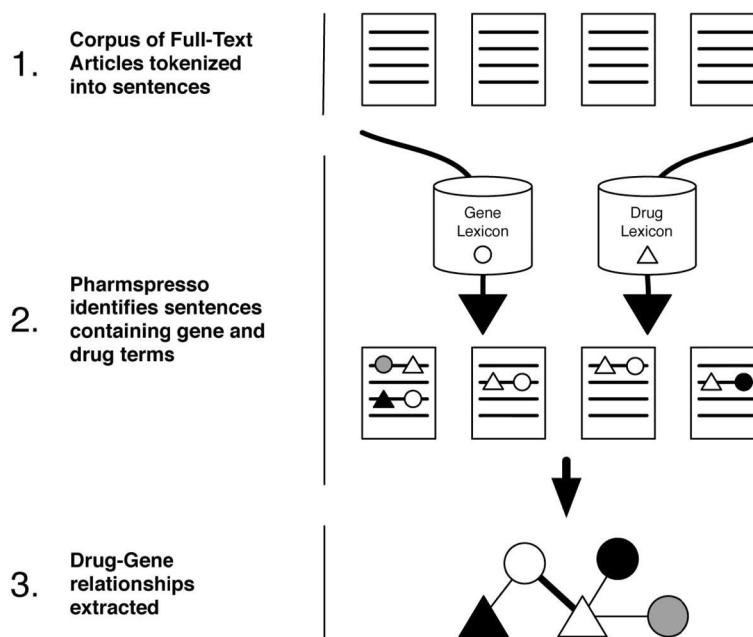 1.
Corpus of Full-Text
Articles tokenized
into sentences
Gene
Lexicon
Drug
Lexicon
2.
Pharmspresso
identifies sentences
containing gene and
drug terms
3.
Drug-Gene
relationships
extracted